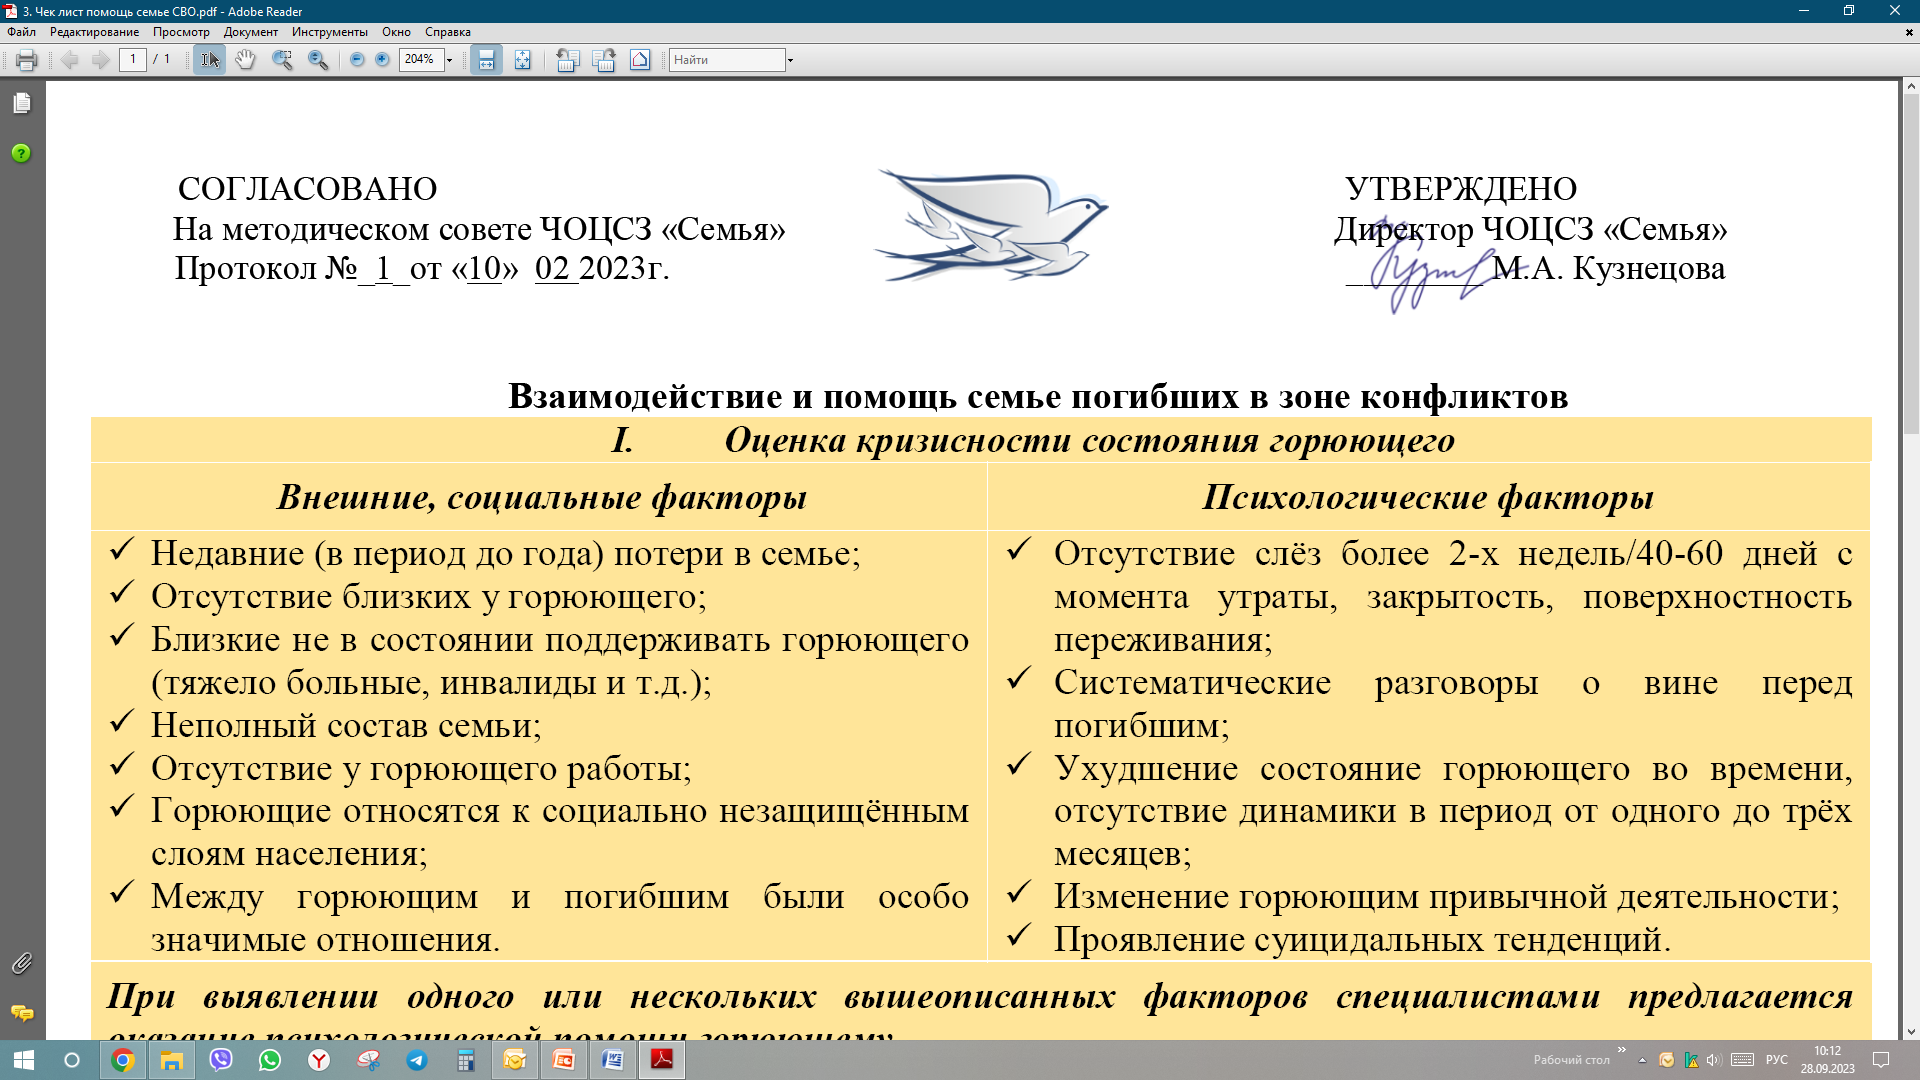 3. Чек лист помощь семье СВО.pdf - Adobe Reader
Файл Редактирование Просмотр Документ Инструменты Окно Справка
1 / 1 204% Найти
СОГЛАСОВАНО
На методическом совете ЧОЦСЗ «Семья»
Протокол №_1_от «10» 02 2023г.
УТВЕРЖДЕНО
Директор ЧОЦСЗ «Семья»
________ М.А. Кузнецова
Взаимодействие и помощь семье погибших в зоне конфликтов
I. Оценка кризисности состояния горюющего
Внешние, социальные факторы
✓ Недавние (в период до года) потери в семье;
✓ Отсутствие близких у горюющего;
✓ Близкие не в состоянии поддерживать горюющего
(тяжело больные, инвалиды и т.д.);
✓ Неполный состав семьи;
✓ Отсутствие у горюющего работы;
✓ Горюющие относятся к социально незащищённым
слоям населения;
✓ Между горюющим и погибшим были особо
значимые отношения.
Психологические факторы
✓ Отсутствие слёз более 2-х недель/40-60 дней с
момента утраты, закрытость, поверхностность
переживания;
✓ Систематические разговоры о вине перед
погибшим;
✓ Ухудшение состояние горюющего во времени,
отсутствие динамики в период от одного до трёх
месяцев;
✓ Изменение горюющим привычной деятельности;
✓ Проявление суицидальных тенденций.
При выявлении одного или нескольких вышеописанных факторов специалистами предлагается
оказание психологической помощи горюющему
Рабочий стол РУС 10:12
28.09.2023